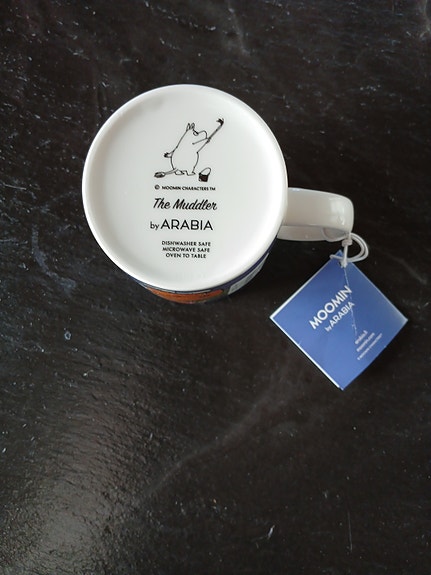 © MOOMIN CHARACTERS™
The Muddler
by ARABIA
DISHWASHER SAFE
MICROWAVE SAFE
OVEN TO TABLE
MOOMIN
by ARABIA